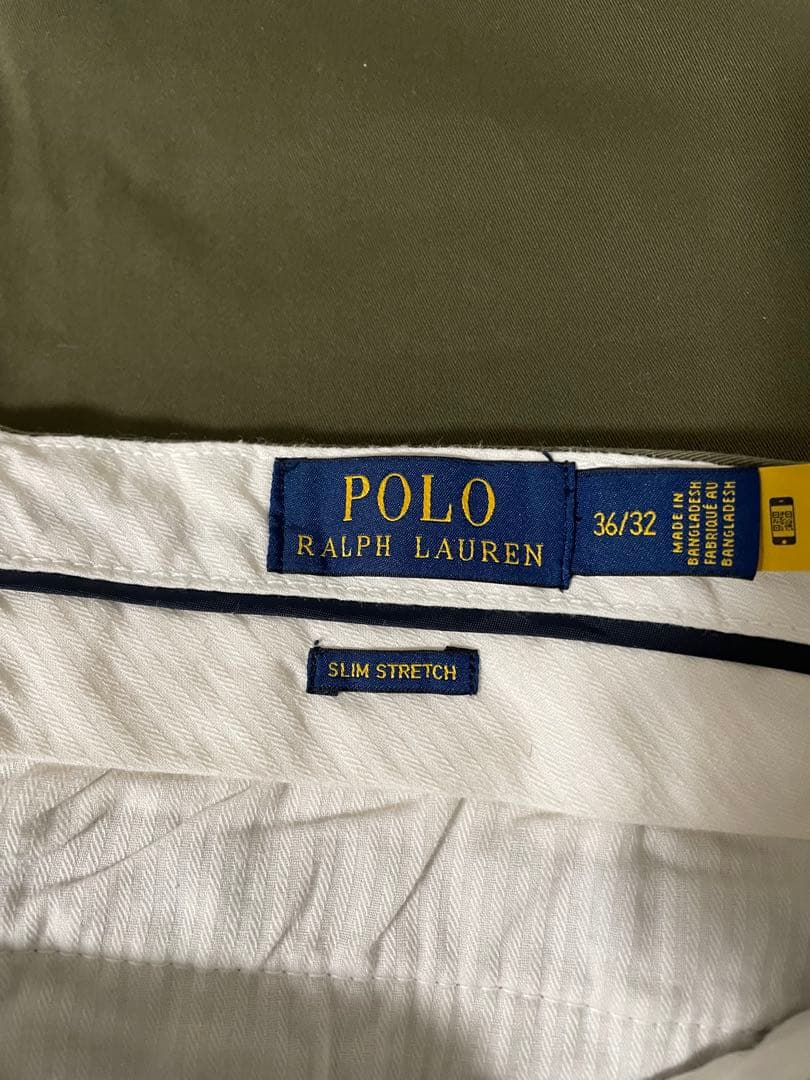 POLO
RALPH LAUREN
36/32
MADE IN
BANGLADESH
FABRIQUÉ AU
BANGLADESH
SLIM STRETCH